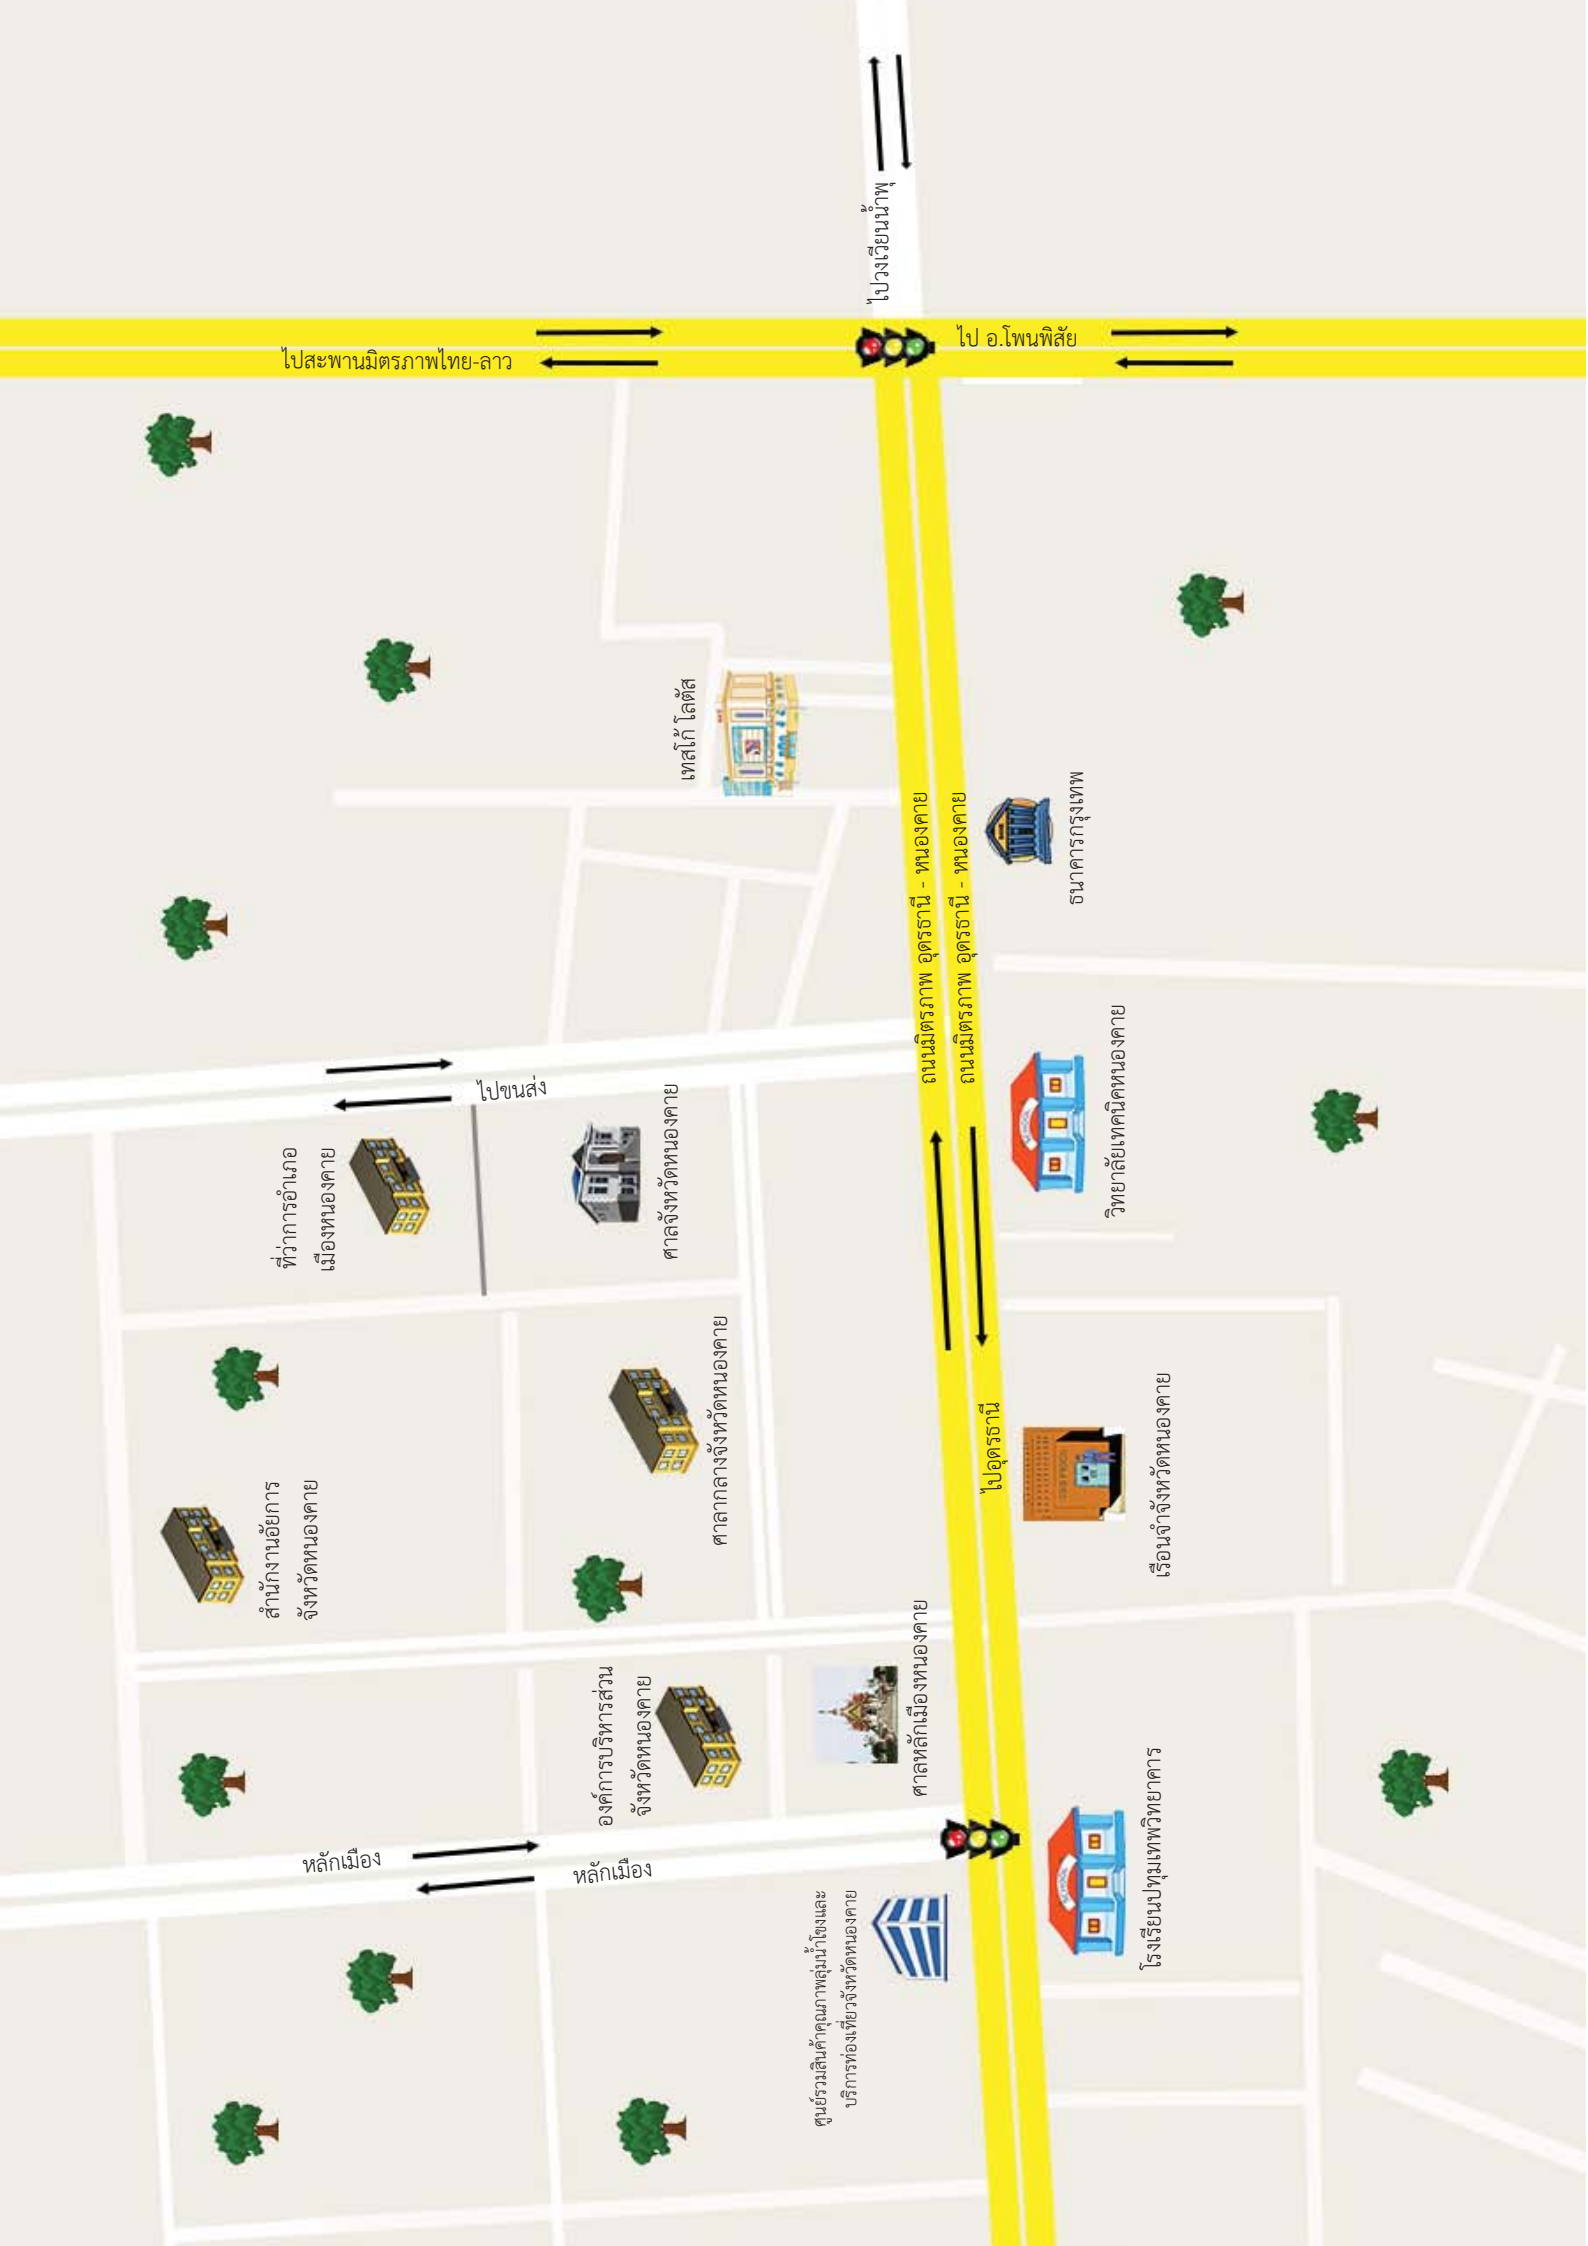 ไปวงเวียนน้ำพุ
ไปสะพานมิตรภาพไทย-ลาว
ไป อ.โพนพิสัย
เทสโก้ โลตัส
ถนนมิตรภาพ อุดรธานี - หนองคาย
ถนนมิตรภาพ อุดรธานี - หนองคาย
ธนาคารกรุงเทพ
ไปขนส่ง
ที่ว่าการอำเภอ
เมืองหนองคาย
ศาลจังหวัดหนองคาย
วิทยาลัยเทคนิคหนองคาย
SCHOOL
สำนักงานอัยการ
จังหวัดหนองคาย
ศาลากลางจังหวัดหนองคาย
ไปอุดรธานี
เรือนจำจังหวัดหนองคาย
องค์การบริหารส่วน
จังหวัดหนองคาย
ศาลหลักเมืองหนองคาย
หลักเมือง
หลักเมือง
ศูนย์รวมสินค้าคุณภาพลุ่มน้ำโขงและ
บริการท่องเที่ยวจังหวัดหนองคาย
SCHOOL
โรงเรียนปทุมเทพวิทยาคาร